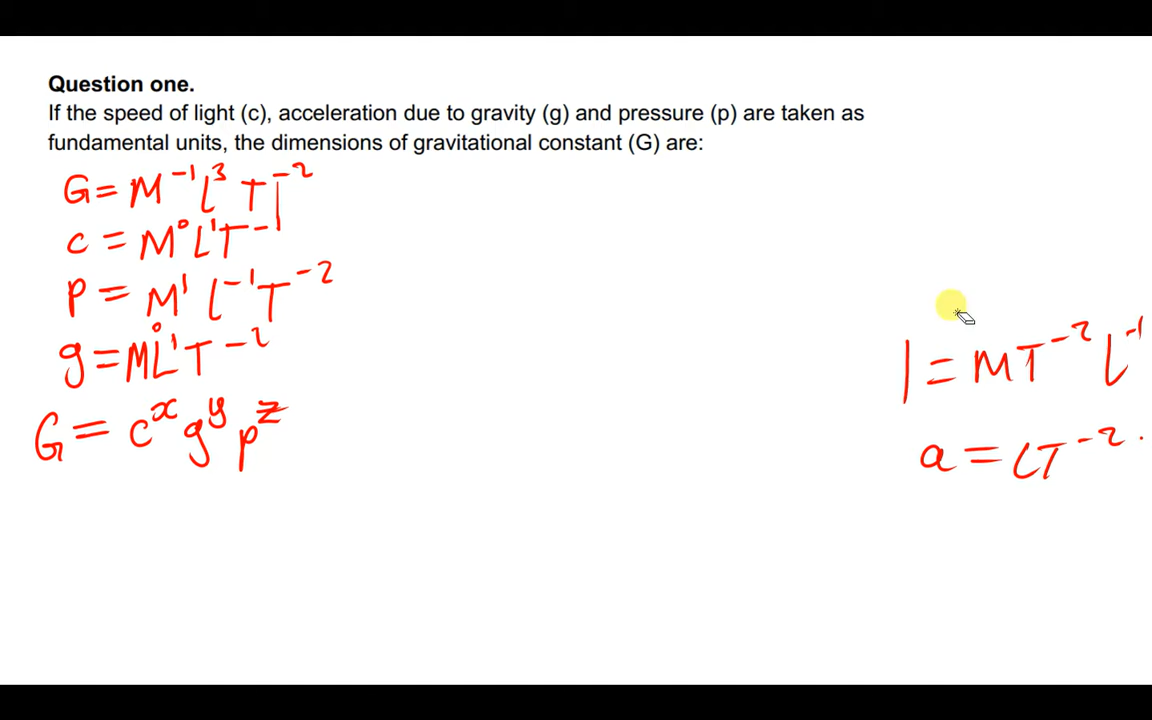 Question one.
If the speed of light (c), acceleration due to gravity (g) and pressure (p) are taken as
fundamental units, the dimensions of gravitational constant (G) are:
G = M⁻¹ L³ T⁻²
c = M⁰ L¹ T⁻¹
p = M¹ L⁻¹ T⁻²
g = M⁰ L¹ T⁻²
G = c^x g^y p^z
| = M T⁻² L⁻¹
a = L T⁻² .